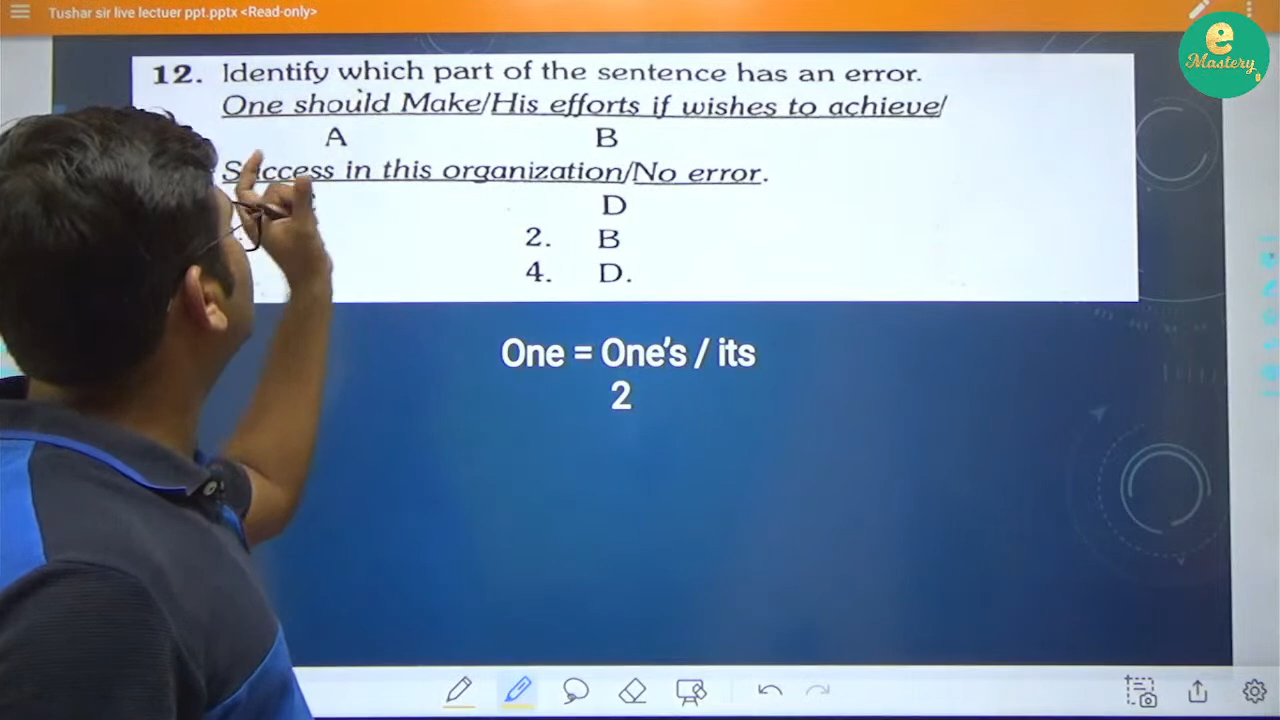 Tushar sir live lectuer ppt.pptx <Read-only>
e
Mastery
12. Identify which part of the sentence has an error.
One should Make/His efforts if wishes to achieve/
A B
Success in this organization/No error.
D
2. B
4. D.
One = One's / its
2